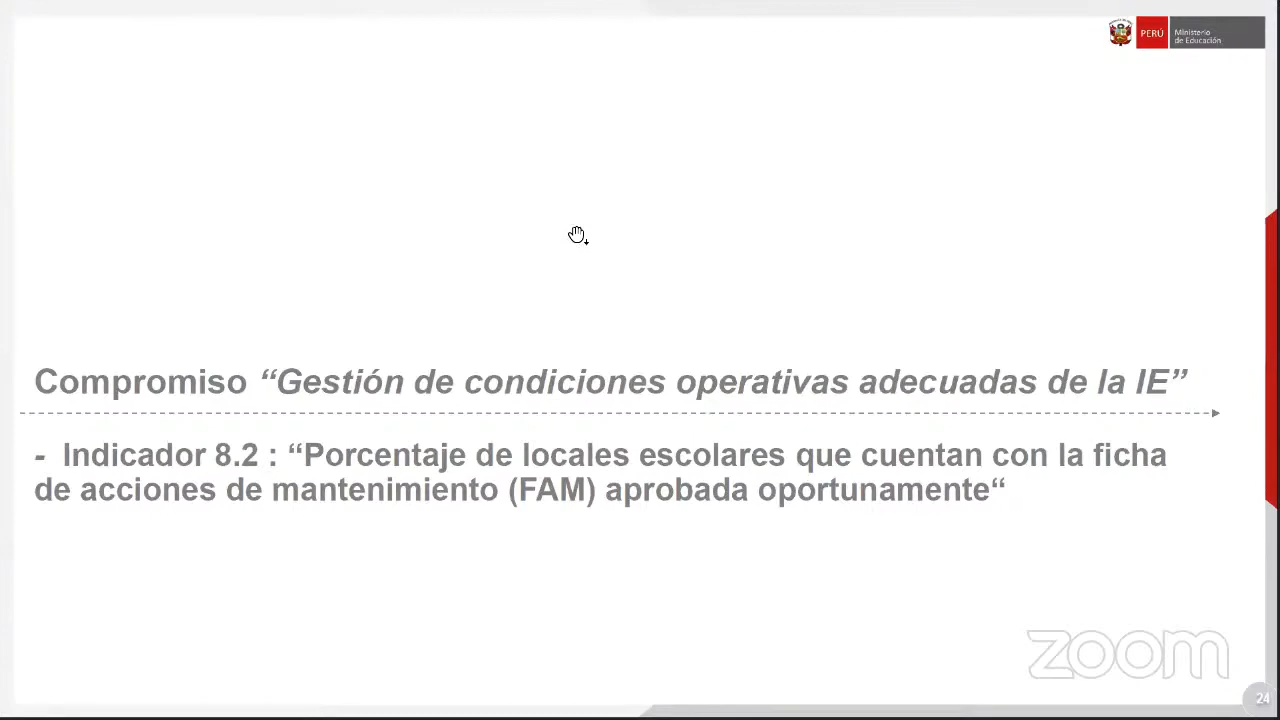 PERÚ
Ministerio
de Educación
Compromiso “Gestión de condiciones operativas adecuadas de la IE”
- Indicador 8.2 : “Porcentaje de locales escolares que cuentan con la ficha
de acciones de mantenimiento (FAM) aprobada oportunamente“
zoom
24